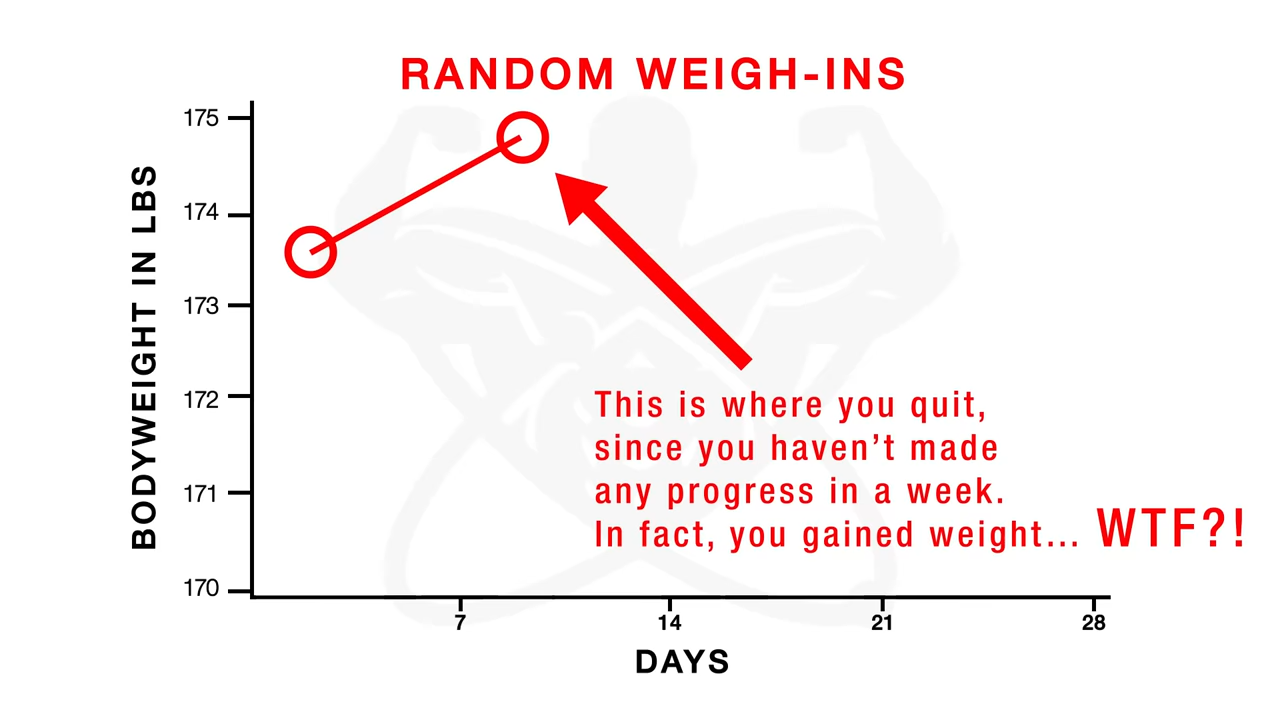 RANDOM WEIGH-INS
175
174
173
172
171
170
BODYWEIGHT IN LBS
This is where you quit,
since you haven’t made
any progress in a week.
In fact, you gained weight... WTF?!
7 14 21 28
DAYS